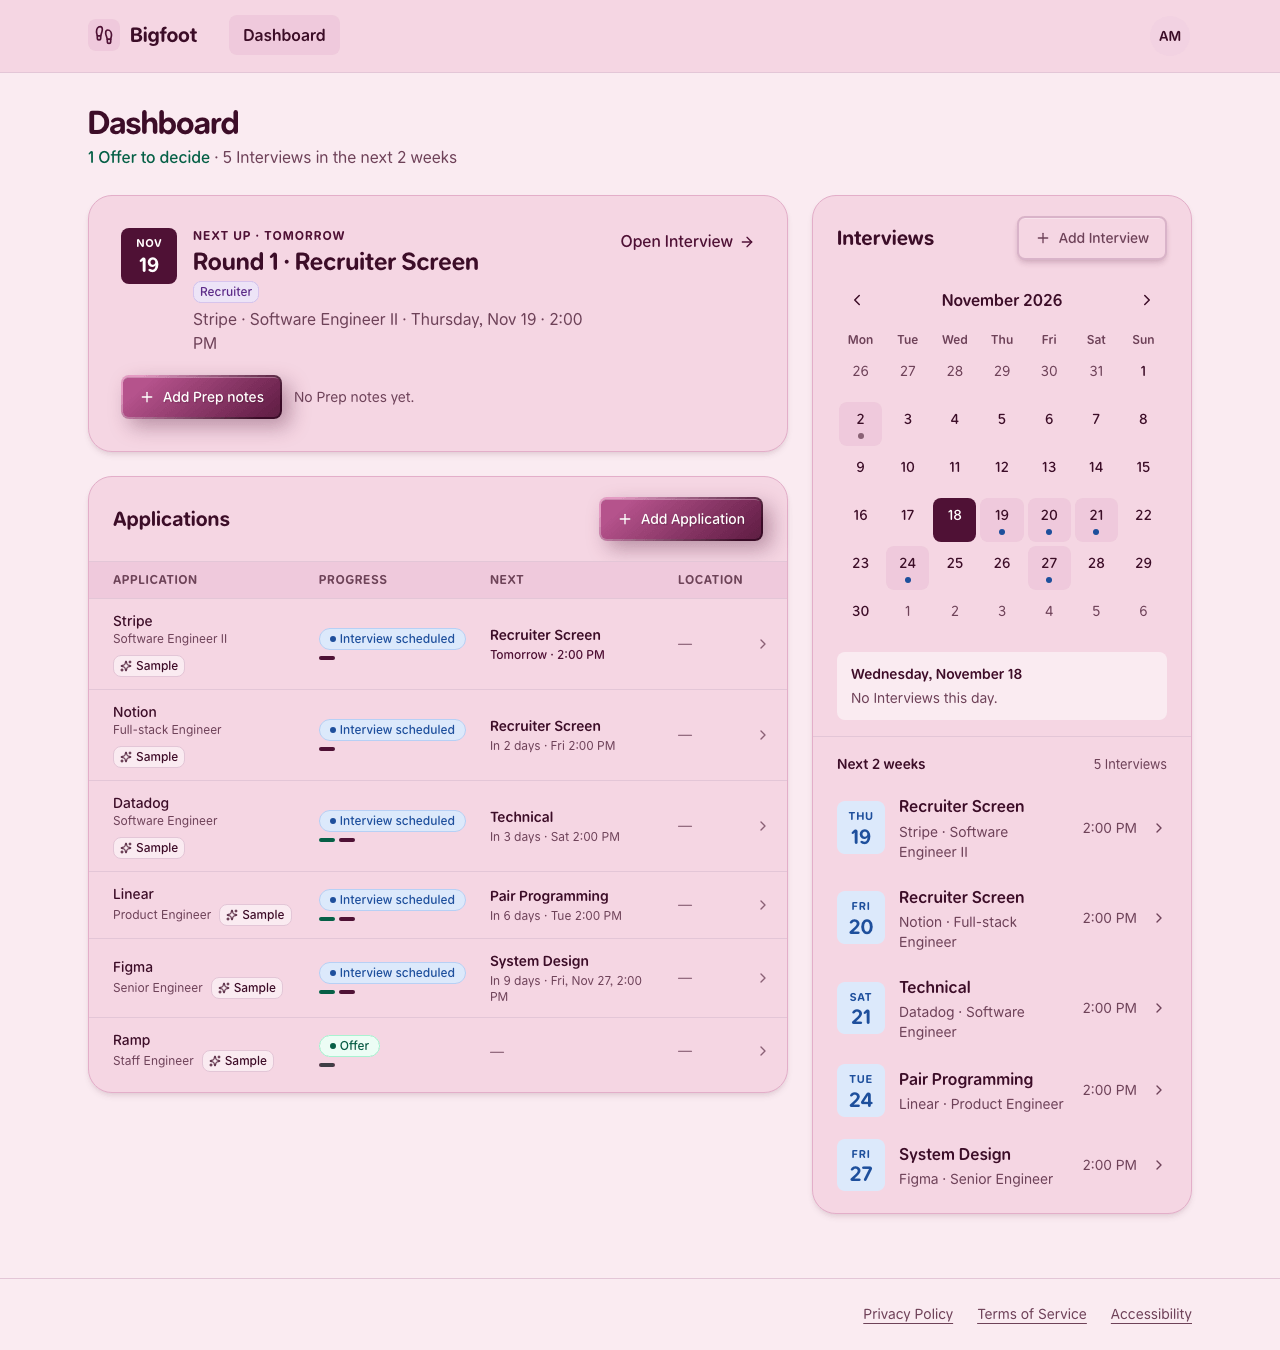 Bigfoot
Dashboard
AM
Dashboard
1 Offer to decide · 5 Interviews in the next 2 weeks
NOV
19
NEXT UP · TOMORROW
Round 1 · Recruiter Screen
Recruiter
Stripe · Software Engineer II · Thursday, Nov 19 · 2:00
PM
Open Interview
Add Prep notes
No Prep notes yet.
Applications
Add Application
APPLICATION PROGRESS NEXT LOCATION
Stripe
Software Engineer II
Sample
Interview scheduled
Recruiter Screen
Tomorrow · 2:00 PM
—
Notion
Full-stack Engineer
Sample
Interview scheduled
Recruiter Screen
In 2 days · Fri 2:00 PM
—
Datadog
Software Engineer
Sample
Interview scheduled
Technical
In 3 days · Sat 2:00 PM
—
Linear
Product Engineer Sample
Interview scheduled
Pair Programming
In 6 days · Tue 2:00 PM
—
Figma
Senior Engineer Sample
Interview scheduled
System Design
In 9 days · Fri, Nov 27, 2:00
PM
—
Ramp
Staff Engineer Sample
Offer
—
—
Interviews
Add Interview
November 2026
Mon Tue Wed Thu Fri Sat Sun
26 27 28 29 30 31 1
2 3 4 5 6 7 8
9 10 11 12 13 14 15
16 17 18 19 20 21 22
23 24 25 26 27 28 29
30 1 2 3 4 5 6
Wednesday, November 18
No Interviews this day.
Next 2 weeks
5 Interviews
THU
19
Recruiter Screen
Stripe · Software
Engineer II
2:00 PM
FRI
20
Recruiter Screen
Notion · Full-stack
Engineer
2:00 PM
SAT
21
Technical
Datadog · Software
Engineer
2:00 PM
TUE
24
Pair Programming
Linear · Product Engineer
2:00 PM
FRI
27
System Design
Figma · Senior Engineer
2:00 PM
Privacy Policy Terms of Service Accessibility